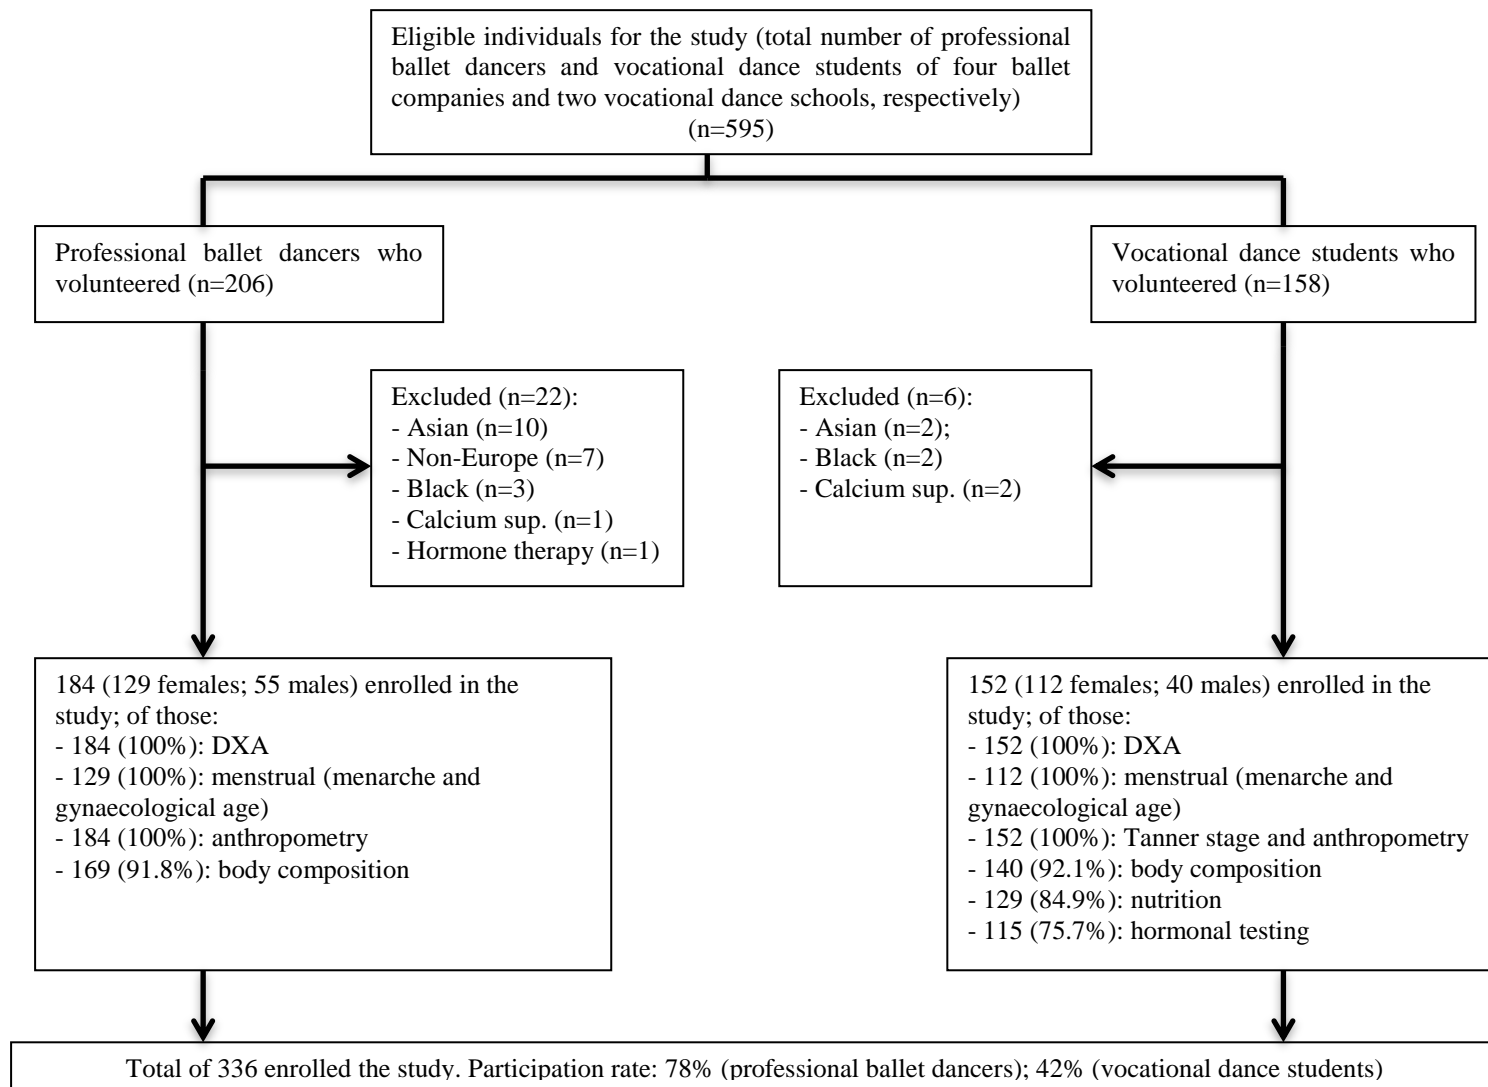 Eligible individuals for the study (total number of professional
ballet dancers and vocational dance students of four ballet
companies and two vocational dance schools, respectively)
(n=595)
Professional ballet dancers who
volunteered (n=206)
Vocational dance students who
volunteered (n=158)
Excluded (n=22):
- Asian (n=10)
- Non-Europe (n=7)
- Black (n=3)
- Calcium sup. (n=1)
- Hormone therapy (n=1)
Excluded (n=6):
- Asian (n=2);
- Black (n=2)
- Calcium sup. (n=2)
184 (129 females; 55 males) enrolled in the
study; of those:
- 184 (100%): DXA
- 129 (100%): menstrual (menarche and
gynaecological age)
- 184 (100%): anthropometry
- 169 (91.8%): body composition
152 (112 females; 40 males) enrolled in the
study; of those:
- 152 (100%): DXA
- 112 (100%): menstrual (menarche and
gynaecological age)
- 152 (100%): Tanner stage and anthropometry
- 140 (92.1%): body composition
- 129 (84.9%): nutrition
- 115 (75.7%): hormonal testing
Total of 336 enrolled the study. Participation rate: 78% (professional ballet dancers); 42% (vocational dance students)